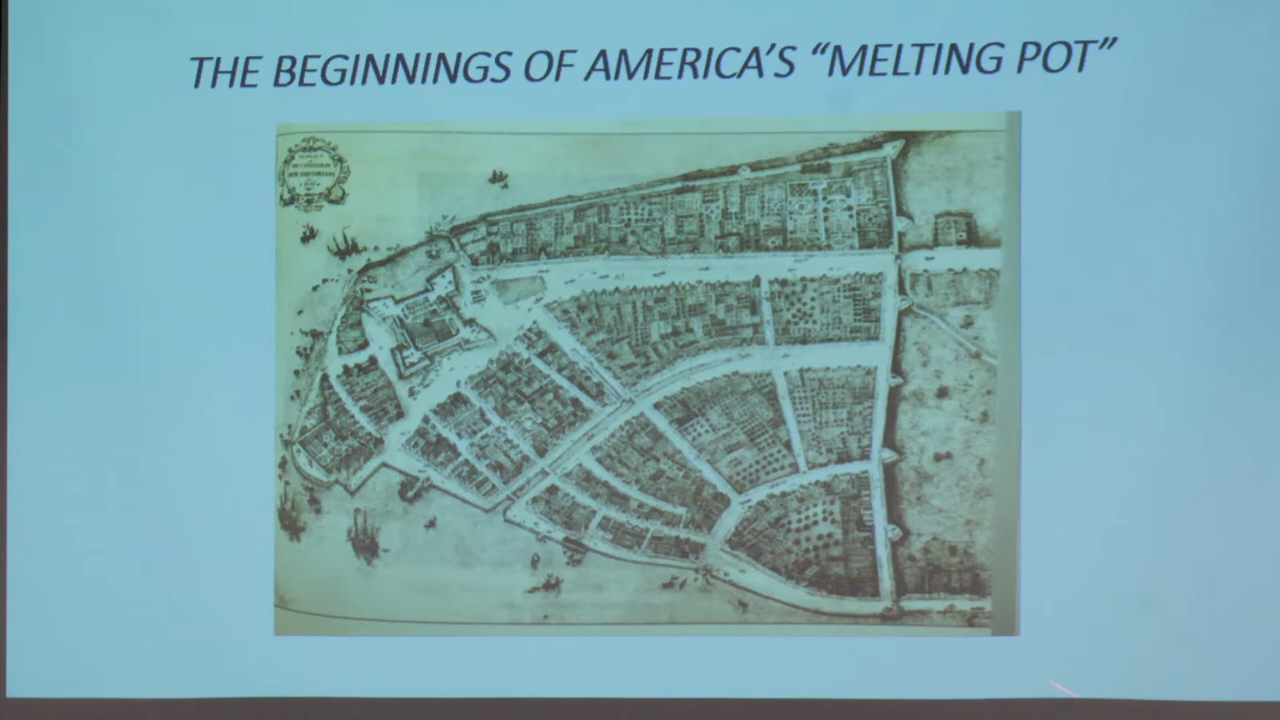 THE BEGINNINGS OF AMERICA'S “MELTING POT”